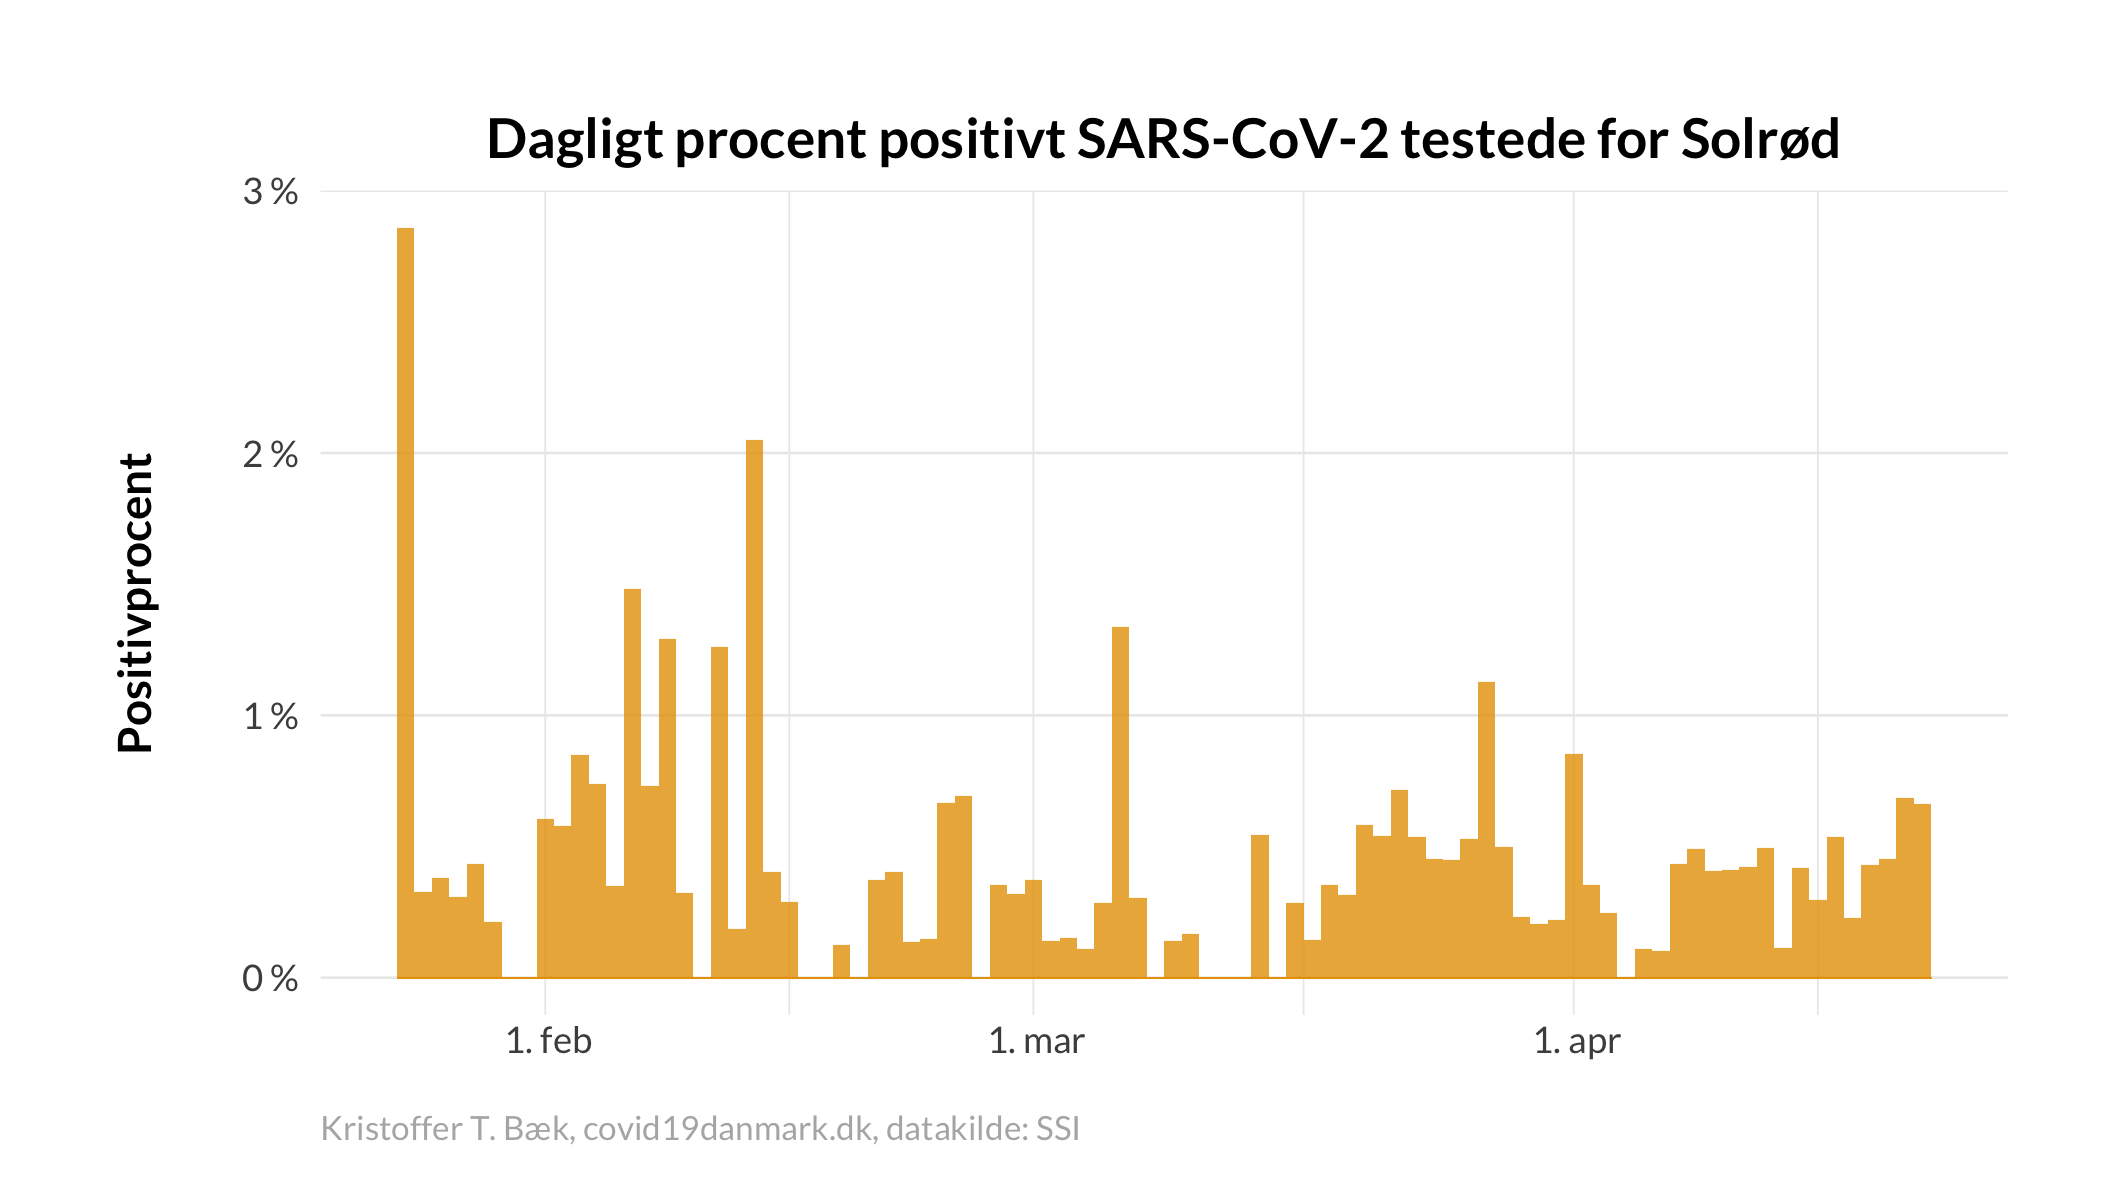 Dagligt procent positivt SARS-CoV-2 testede for Solrød
Positivprocent
3 %
2 %
1 %
0 %
1. feb
1. mar
1. apr
Kristoffer T. Bæk, covid19danmark.dk, datakilde: SSI